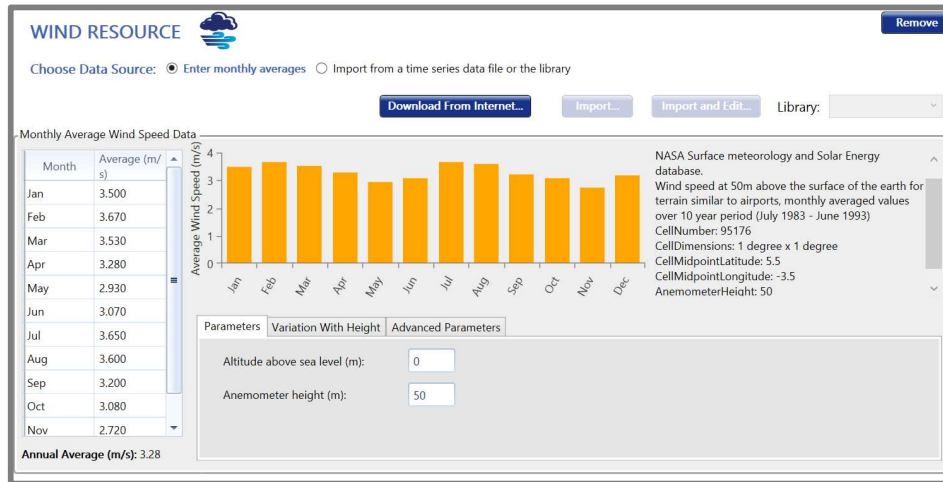 WIND RESOURCE
Remove
Choose Data Source: Enter monthly averages Import from a time series data file or the library
Download From Internet... Import... Import and Edit... Library:
Monthly Average Wind Speed Data
Month Average (m/
s)
Jan 3.500
Feb 3.670
Mar 3.530
Apr 3.280
May 2.930
Jun 3.070
Jul 3.650
Aug 3.600
Sep 3.200
Oct 3.080
Nov 2.720
Annual Average (m/s): 3.28
Average Wind Speed (m/s)
4
3
2
1
0
Jan Feb Mar Apr May Jun Jul Aug Sep Oct Nov Dec
NASA Surface meteorology and Solar Energy
database.
Wind speed at 50m above the surface of the earth for
terrain similar to airports, monthly averaged values
over 10 year period (July 1983 - June 1993)
CellNumber: 95176
CellDimensions: 1 degree x 1 degree
CellMidpointLatitude: 5.5
CellMidpointLongitude: -3.5
AnemometerHeight: 50
Parameters Variation With Height Advanced Parameters
Altitude above sea level (m): 0
Anemometer height (m): 50